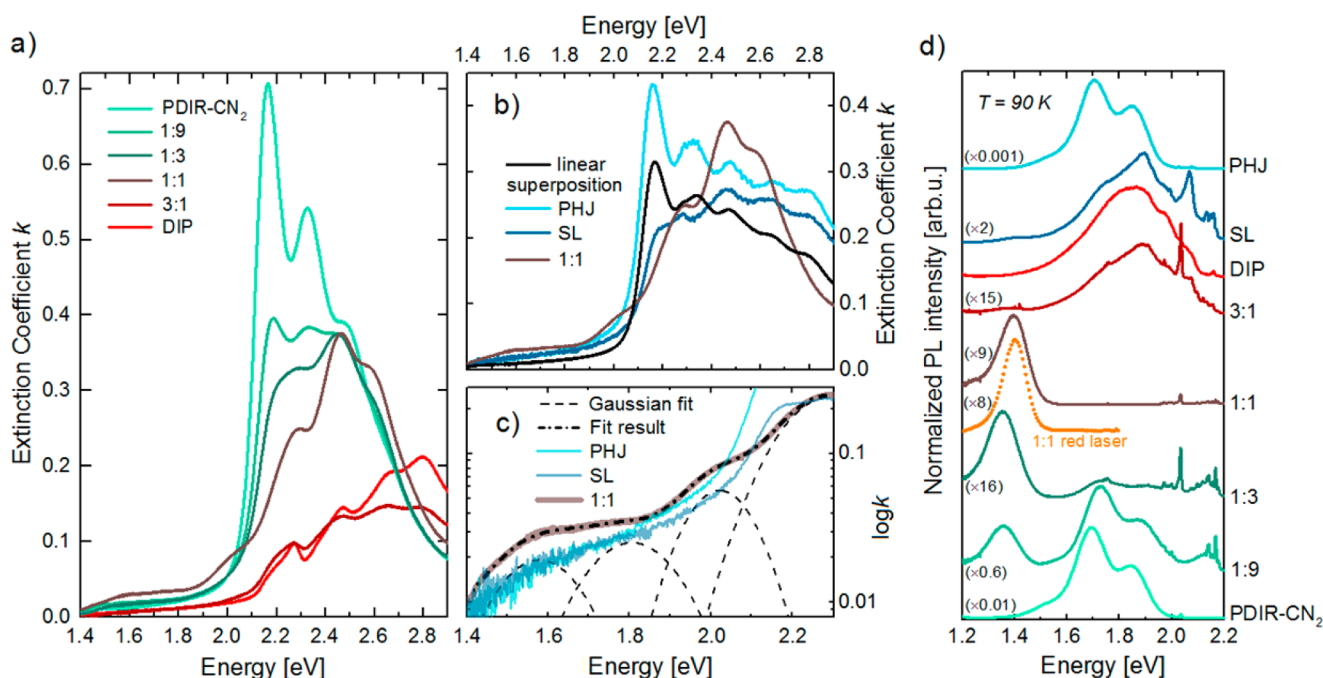 a)
Extinction Coefficient k
0.7
0.6
0.5
0.4
0.3
0.2
0.1
0.0
PDIR-CN2
1:9
1:3
1:1
3:1
DIP
1.4 1.6 1.8 2.0 2.2 2.4 2.6 2.8
Energy [eV]
Energy [eV]
1.4 1.6 1.8 2.0 2.2 2.4 2.6 2.8
b)
linear
superposition
PHJ
SL
1:1
0.4
0.3
0.2
0.1
0.0
Extinction Coefficient k
c)
Gaussian fit
Fit result
PHJ
SL
1:1
0.1
0.01
logk
1.4 1.6 1.8 2.0 2.2
Energy [eV]
d)
Normalized PL intensity [arb.u.]
T = 90 K
(×0.001)
PHJ
(×2)
SL
DIP
(×15)
3:1
(×9)
1:1
(×8)
1:1 red laser
(×16)
1:3
(×0.6)
1:9
(×0.01)
PDIR-CN2
1.2 1.4 1.6 1.8 2.0 2.2
Energy [eV]